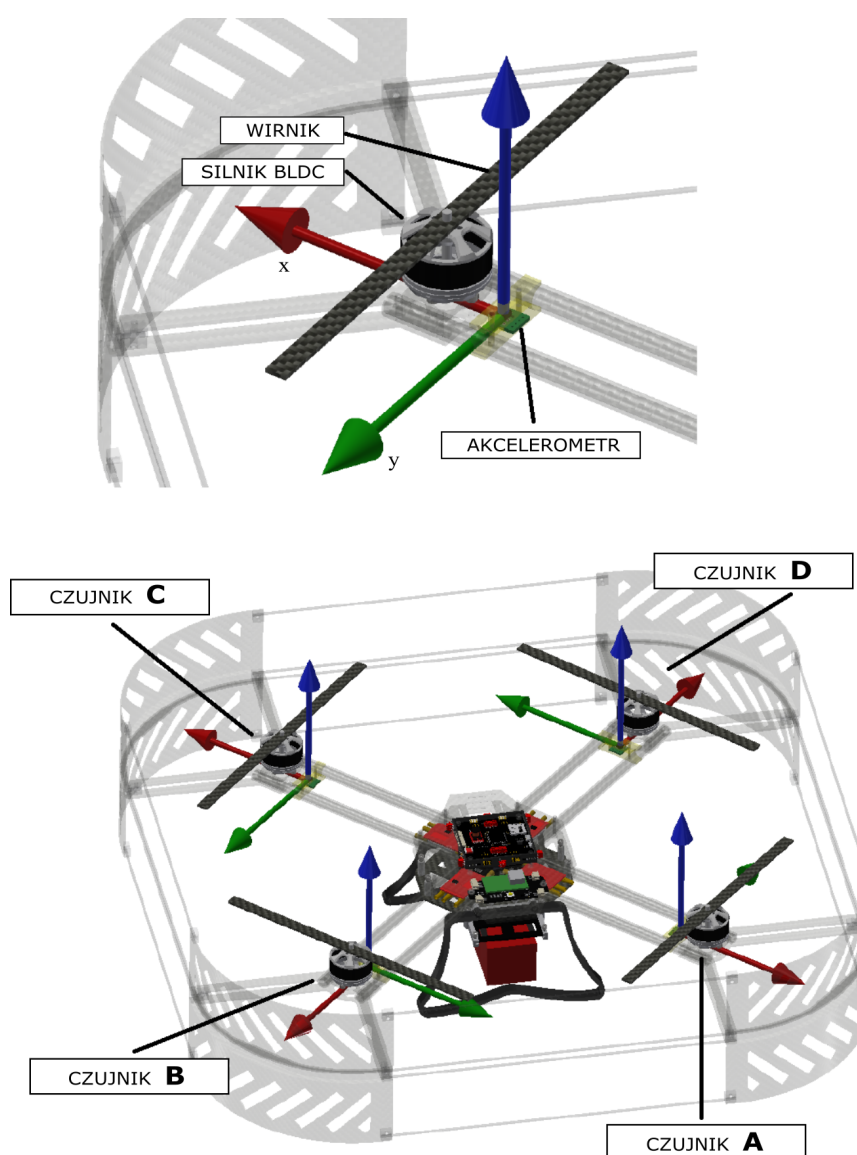 WIRNIK
SILNIK BLDC
x
AKCELEROMETR
y
CZUJNIK D
CZUJNIK C
CZUJNIK B
CZUJNIK A